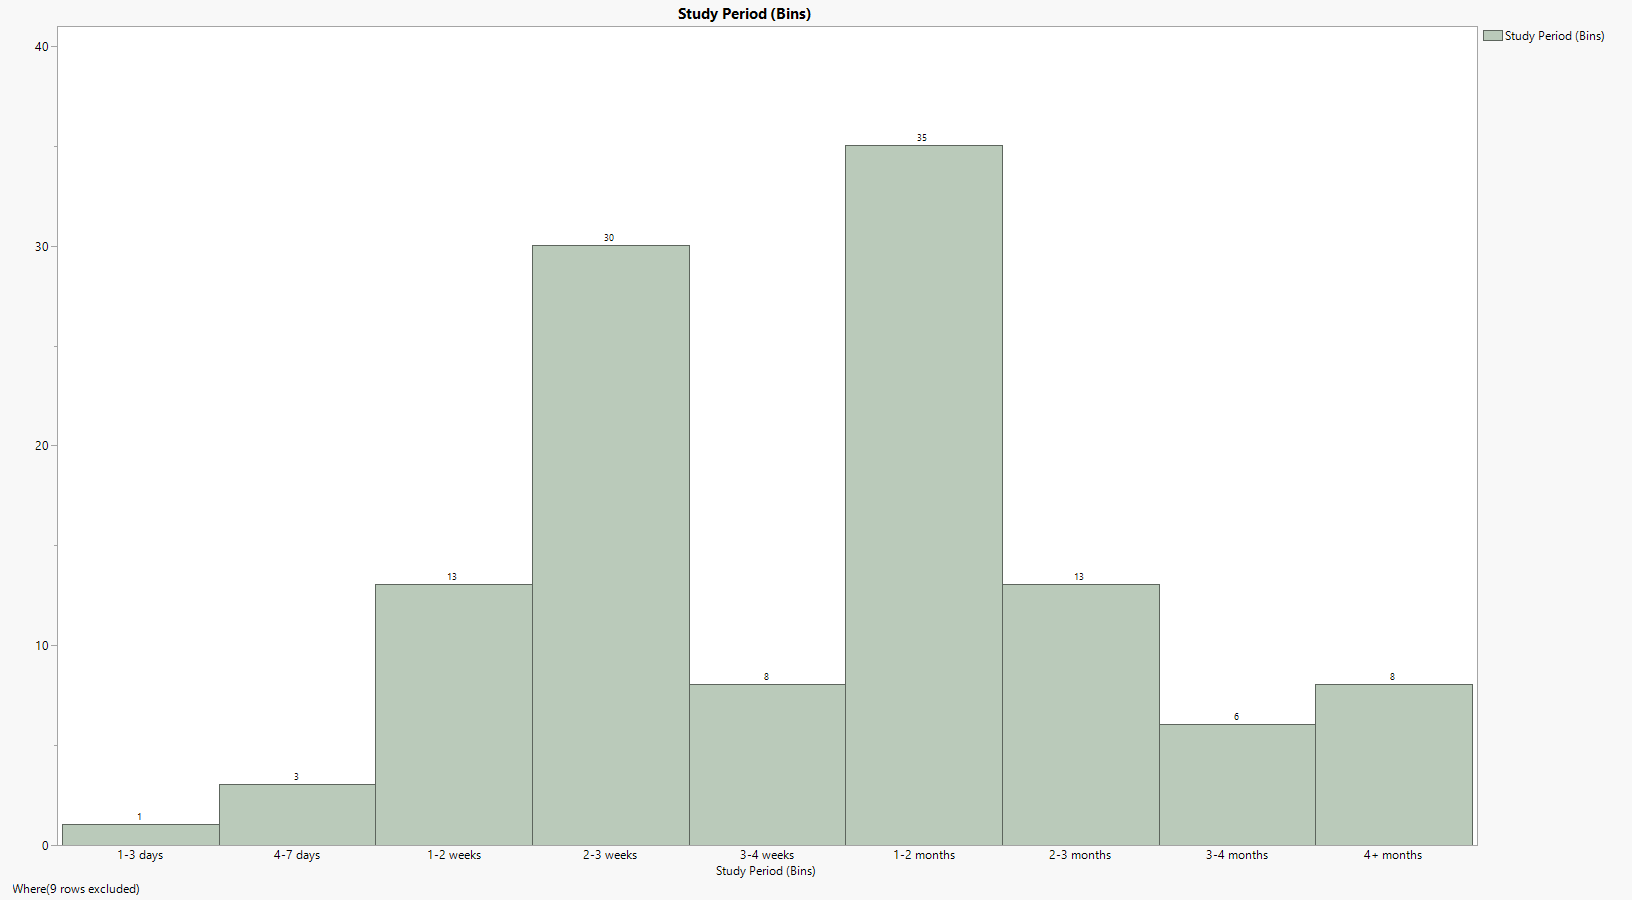 Study Period (Bins)
Study Period (Bins)
40
30
20
10
0
35
30
13
13
8
8
6
3
1
1-3 days 4-7 days 1-2 weeks 2-3 weeks 3-4 weeks 1-2 months 2-3 months 3-4 months 4+ months
Study Period (Bins)
Where(9 rows excluded)